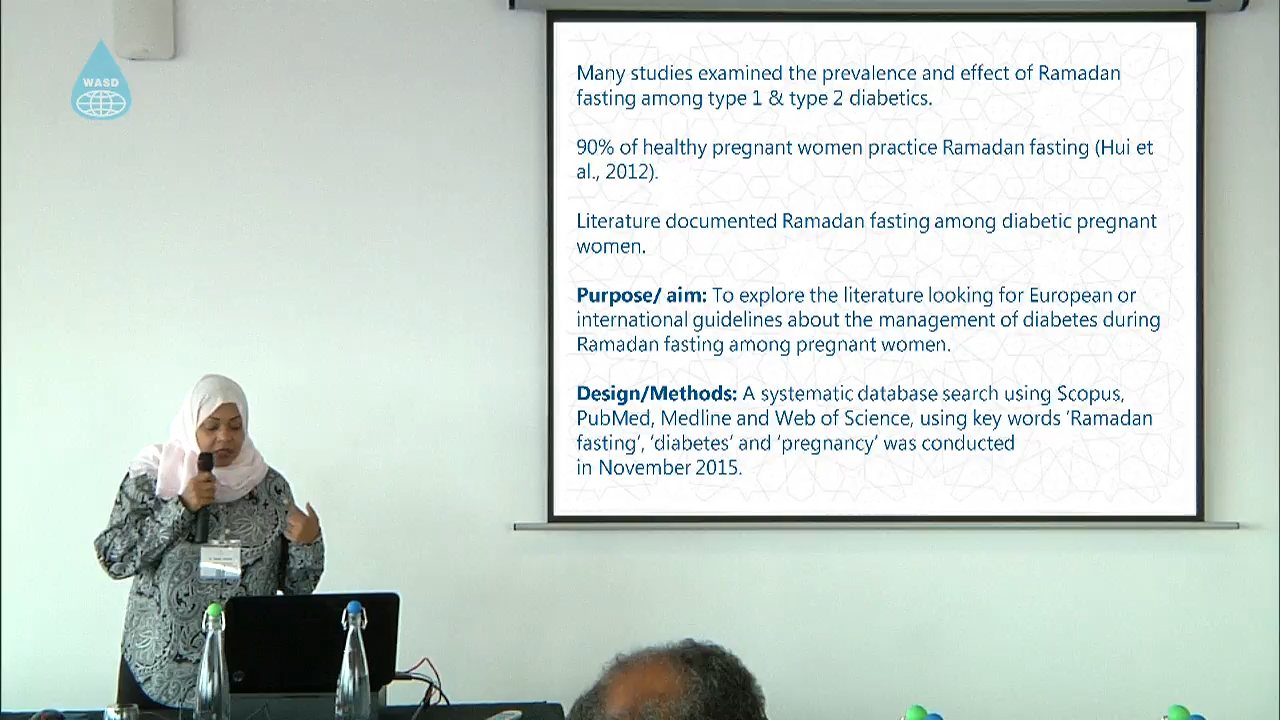 WASD
Many studies examined the prevalence and effect of Ramadan
fasting among type 1 & type 2 diabetics.
90% of healthy pregnant women practice Ramadan fasting (Hui et
al., 2012).
Literature documented Ramadan fasting among diabetic pregnant
women.
Purpose/ aim: To explore the literature looking for European or
international guidelines about the management of diabetes during
Ramadan fasting among pregnant women.
Design/Methods: A systematic database search using Scopus,
PubMed, Medline and Web of Science, using key words ‘Ramadan
fasting’, ‘diabetes’ and ‘pregnancy’ was conducted
in November 2015.